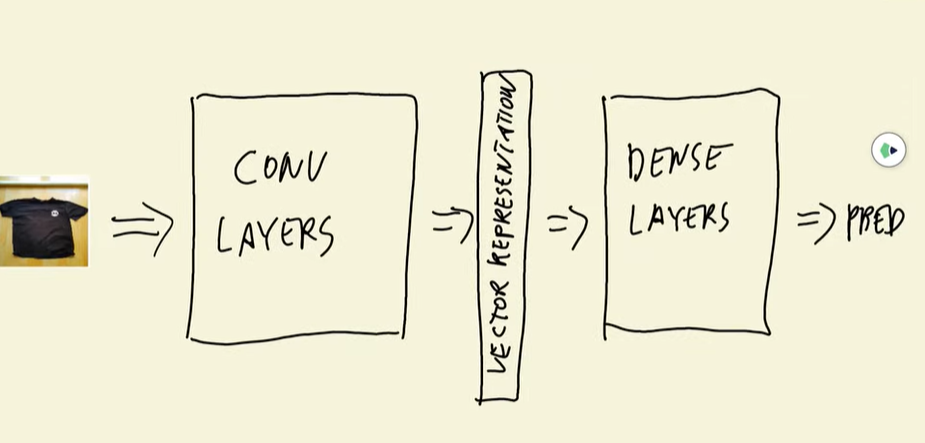 CONV
LAYERS
VECTOR REPRESENTATION
DENSE
LAYERS
PRED